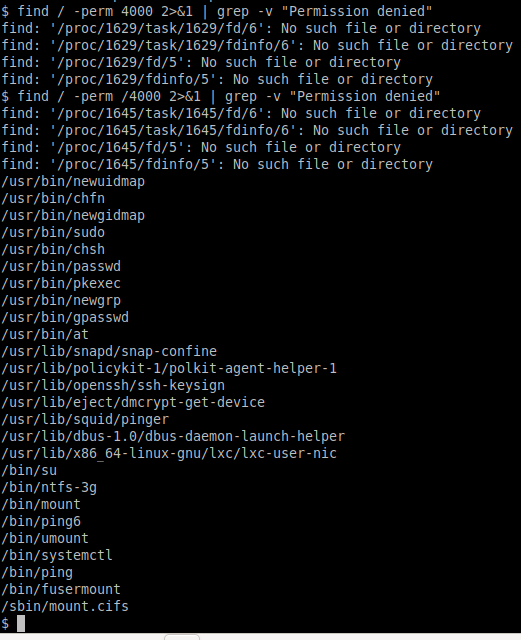 $ find / -perm 4000 2>&1 | grep -v "Permission denied"
find: '/proc/1629/task/1629/fd/6': No such file or directory
find: '/proc/1629/task/1629/fdinfo/6': No such file or directory
find: '/proc/1629/fd/5': No such file or directory
find: '/proc/1629/fdinfo/5': No such file or directory
$ find / -perm /4000 2>&1 | grep -v "Permission denied"
find: '/proc/1645/task/1645/fd/6': No such file or directory
find: '/proc/1645/task/1645/fdinfo/6': No such file or directory
find: '/proc/1645/fd/5': No such file or directory
find: '/proc/1645/fdinfo/5': No such file or directory
/usr/bin/newuidmap
/usr/bin/chfn
/usr/bin/newgidmap
/usr/bin/sudo
/usr/bin/chsh
/usr/bin/passwd
/usr/bin/pkexec
/usr/bin/newgrp
/usr/bin/gpasswd
/usr/bin/at
/usr/lib/snapd/snap-confine
/usr/lib/policykit-1/polkit-agent-helper-1
/usr/lib/openssh/ssh-keysign
/usr/lib/eject/dmcrypt-get-device
/usr/lib/squid/pinger
/usr/lib/dbus-1.0/dbus-daemon-launch-helper
/usr/lib/x86_64-linux-gnu/lxc/lxc-user-nic
/bin/su
/bin/ntfs-3g
/bin/mount
/bin/ping6
/bin/umount
/bin/systemctl
/bin/ping
/bin/fusermount
/sbin/mount.cifs
$